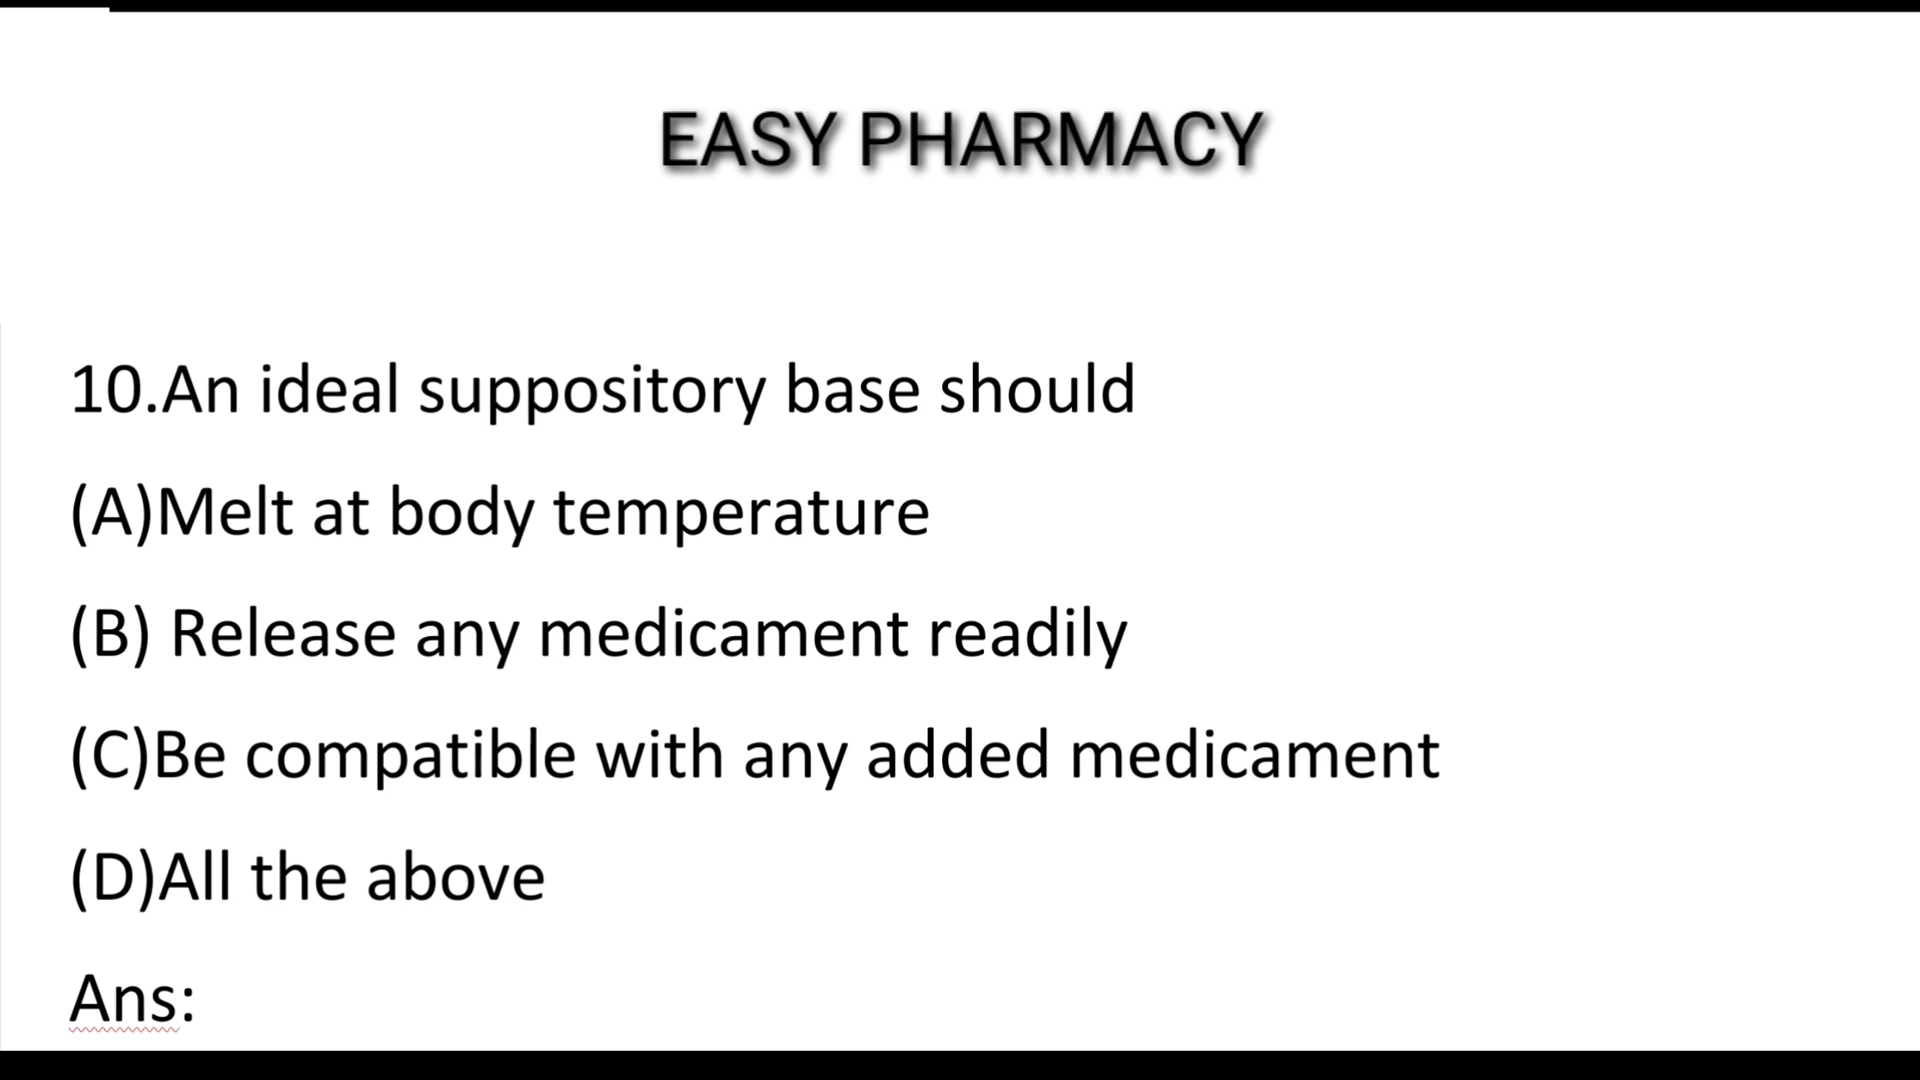 EASY PHARMACY
10.An ideal suppository base should
(A)Melt at body temperature
(B) Release any medicament readily
(C)Be compatible with any added medicament
(D)All the above
Ans: